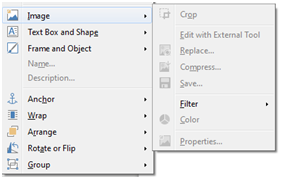 Image
Text Box and Shape
Frame and Object
Name...
Description...
Anchor
Wrap
Arrange
Rotate or Flip
Group
Crop
Edit with External Tool
Replace...
Compress...
Save...
Filter
Color
Properties...